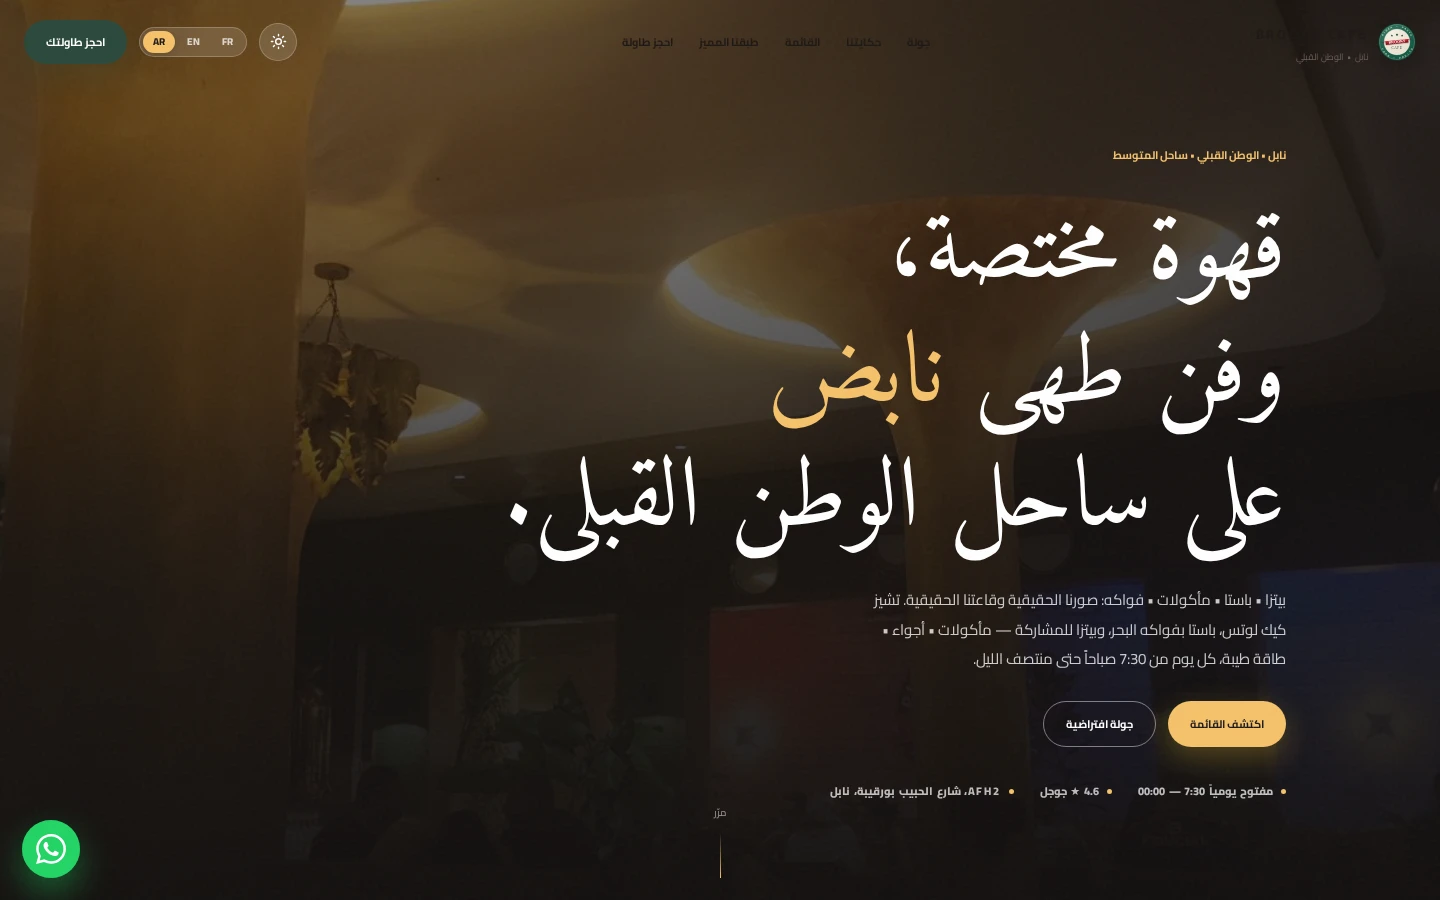 نابل • الوطن القبلي
جولة
حكايتنا
القائمة
طبقنا المميز
احجز طاولة
FR
EN
AR
احجز طاولتك
نابل • الوطن القبلي • ساحل المتوسط
قهوة مختصة،
وفن طهي نابض
على ساحل الوطن القبلي.
بيتزا • باستا • مأكولات • فواكه: صورنا الحقيقية وقاعتنا الحقيقية. تشيز
كيك لوتس، باستا بفواكه البحر، وبيتزا للمشاركة — مأكولات • أجواء •
طاقة طيبة، كل يوم من 7:30 صباحاً حتى منتصف الليل.
اكتشف القائمة
جولة افتراضية
مفتوح يومياً 7:30 — 00:00
4.6 ★ جوجل
AFH2، شارع الحبيب بورقيبة، نابل
مرّر